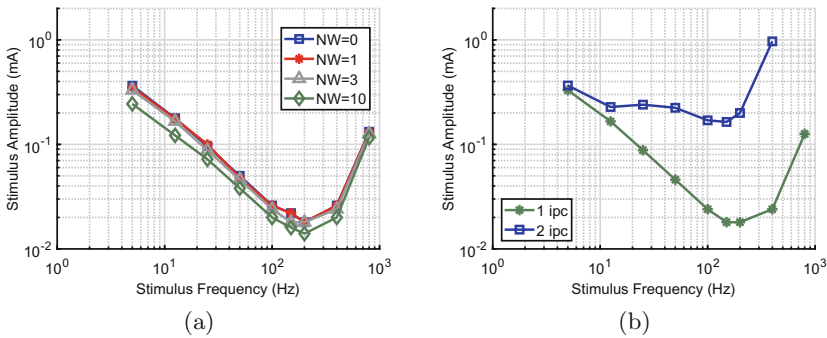 10^0
10^-1
10^-2
Stimulus Amplitude (mA)
NW=0
NW=1
NW=3
NW=10
10^0
10^1
10^2
10^3
Stimulus Frequency (Hz)
(a)
10^0
10^-1
10^-2
Stimulus Amplitude (mA)
1 ipc
2 ipc
10^0
10^1
10^2
10^3
Stimulus Frequency (Hz)
(b)